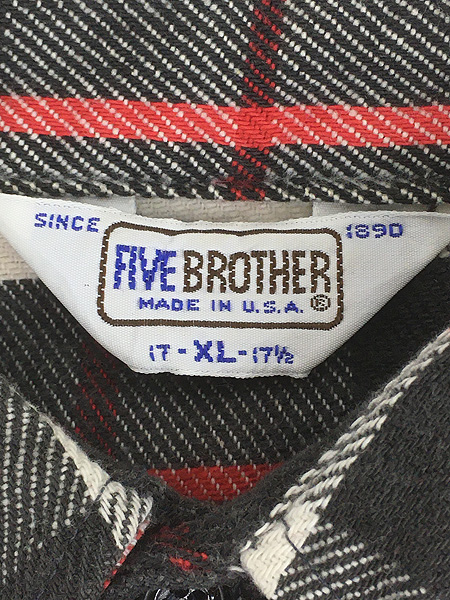 SINCE 1890
FIVE BROTHER
MADE IN U.S.A. ®
17-XL-17½